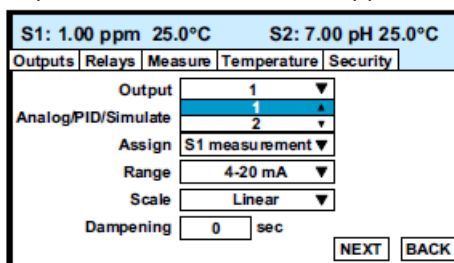 S1: 1.00 ppm 25.0°C S2: 7.00 pH 25.0°C
Outputs Relays Measure Temperature Security
Output 1
1
Analog/PID/Simulate 2
Assign S1 measurement
Range 4-20 mA
Scale Linear
Dampening 0 sec
NEXT BACK